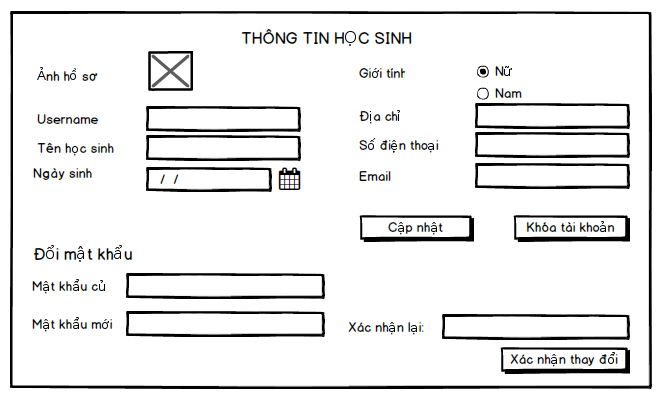 THÔNG TIN HỌC SINH
Ảnh hồ sơ
Giới tính
Nữ
Nam
Username
Địa chỉ
Tên học sinh
Số điện thoại
Ngày sinh
/ /
Email
Cập nhật
Khóa tài khoản
Đổi mật khẩu
Mật khẩu củ
Mật khẩu mới
Xác nhận lại:
Xác nhận thay đổi